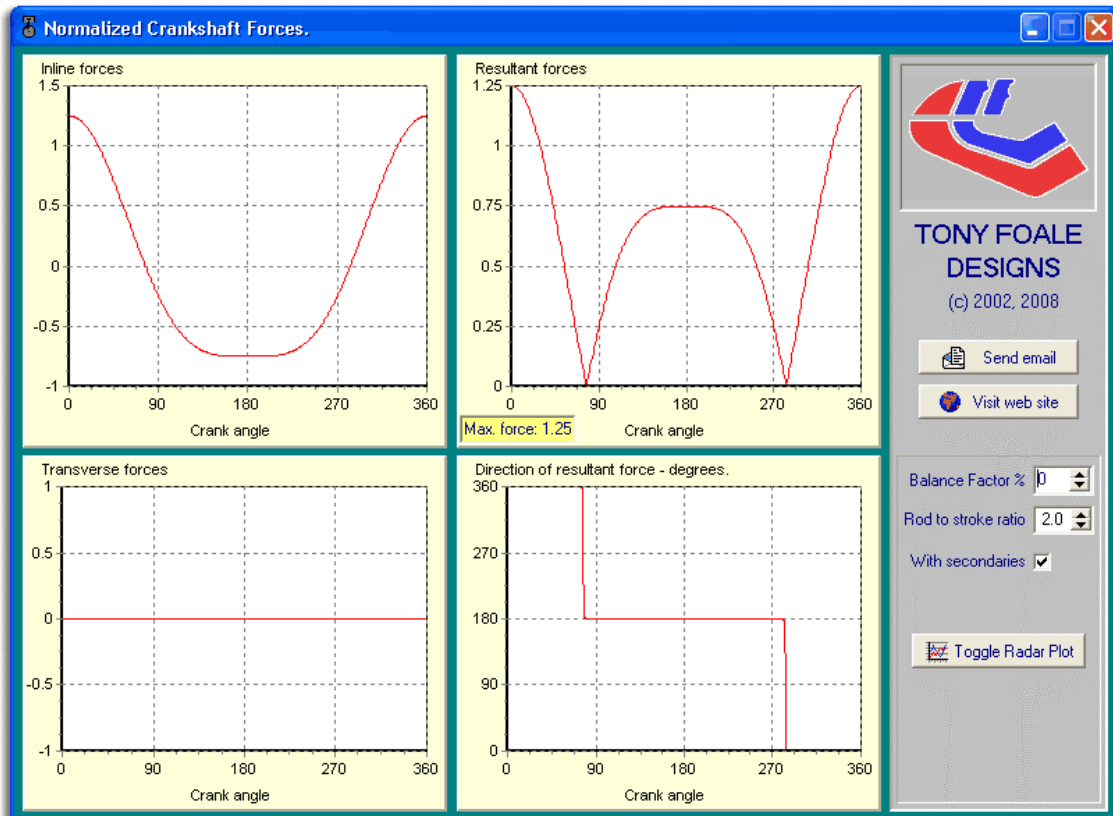 Normalized Crankshaft Forces.
Inline forces
1.5
1
0.5
0
-0.5
-1
0 90 180 270 360
Crank angle
Resultant forces
1.25
1
0.75
0.5
0.25
0
0 90 180 270 360
Max. force: 1.25
Crank angle
Transverse forces
1
0.5
0
-0.5
-1
0 90 180 270 360
Crank angle
Direction of resultant force - degrees.
360
270
180
90
0
0 90 180 270 360
Crank angle
TONY FOALE
DESIGNS
(c) 2002, 2008
Send email
Visit web site
Balance Factor % 0
Rod to stroke ratio 2.0
With secondaries
Toggle Radar Plot